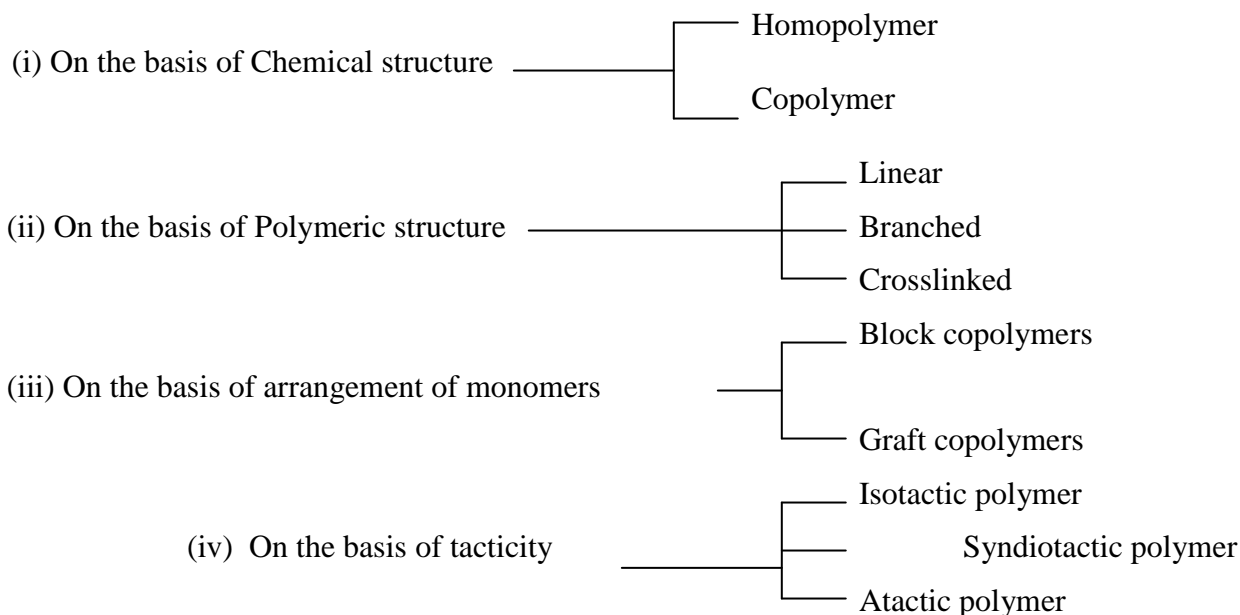 Homopolymer
(i) On the basis of Chemical structure
Copolymer
Linear
(ii) On the basis of Polymeric structure
Branched
Crosslinked
Block copolymers
(iii) On the basis of arrangement of monomers
Graft copolymers
Isotactic polymer
(iv) On the basis of tacticity
Syndiotactic polymer
Atactic polymer